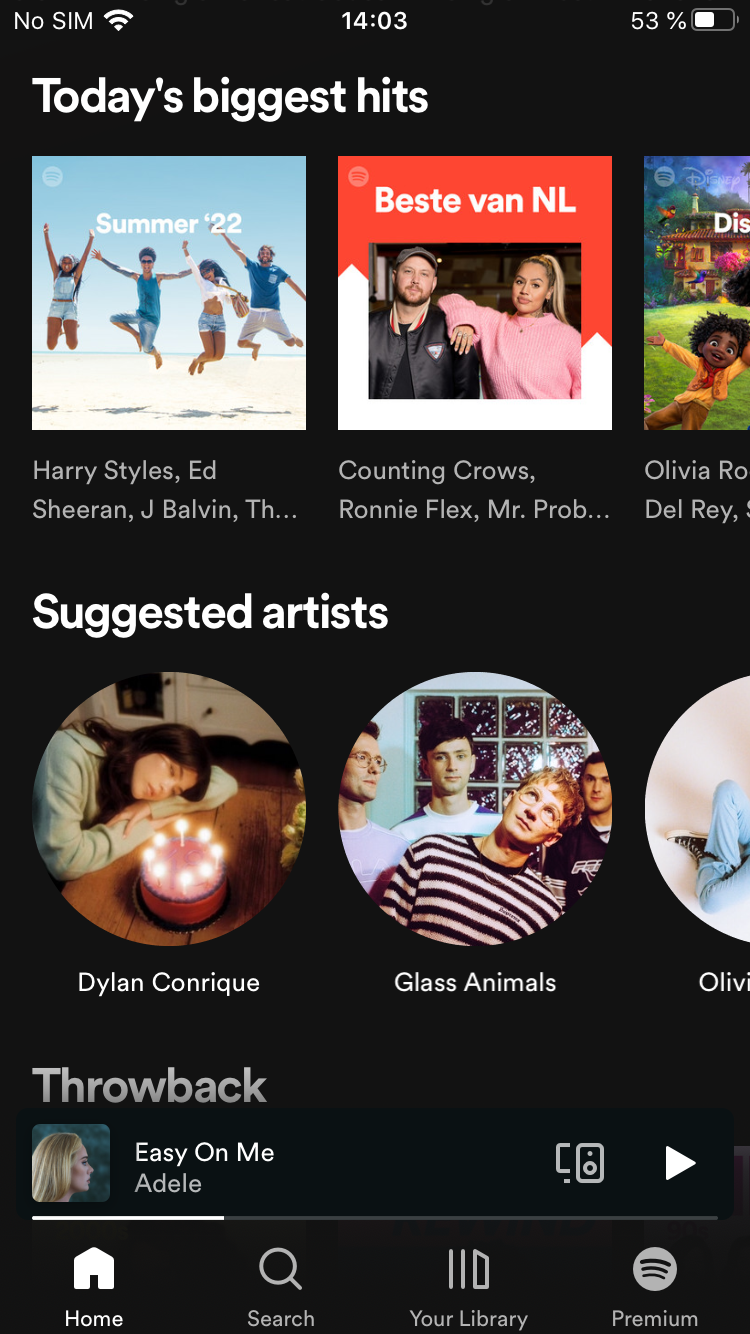 No SIM 14:03 53 %
Today's biggest hits
Summer ‘22
Beste van NL
Disney
Dis
Harry Styles, Ed
Sheeran, J Balvin, Th...
Counting Crows,
Ronnie Flex, Mr. Prob...
Olivia Ro
Del Rey,
Suggested artists
Dylan Conrique
Glass Animals
Olivi
Throwback
Easy On Me
Adele
Home
Search
Your Library
Premium